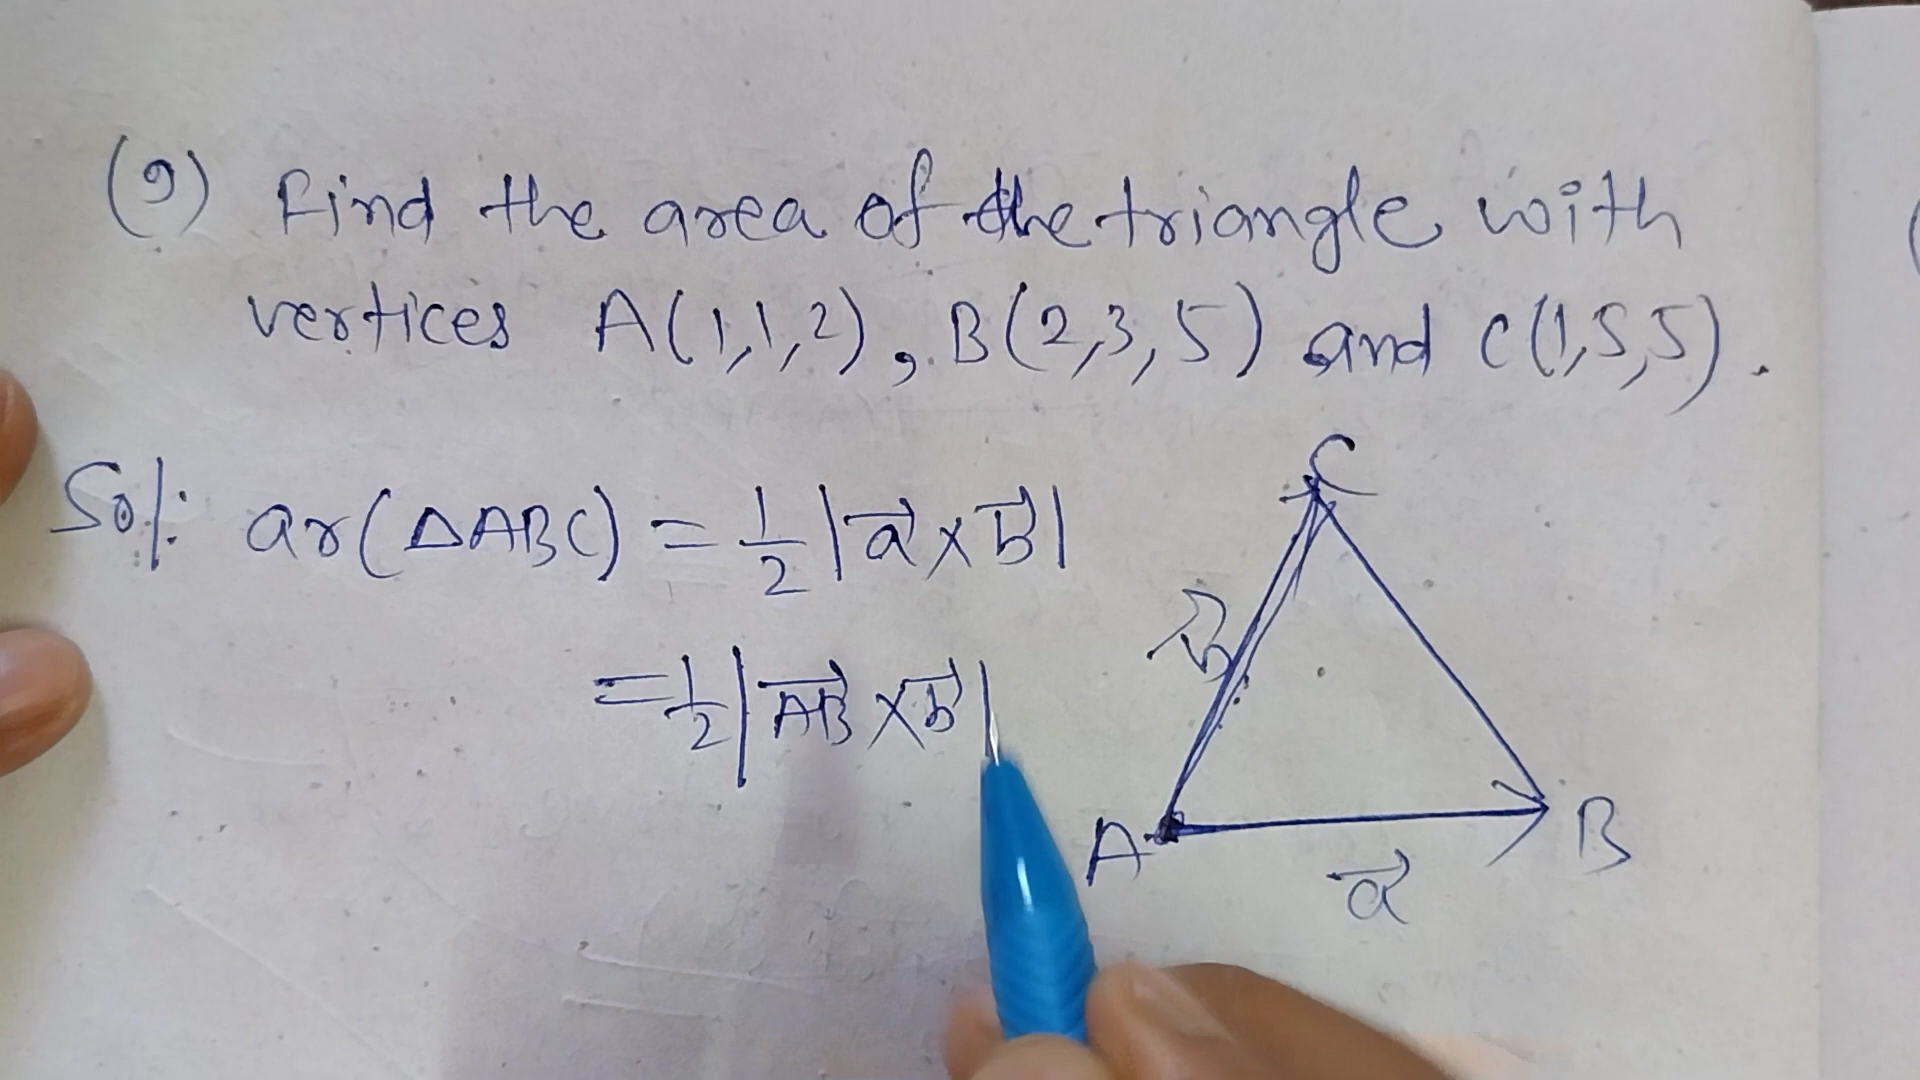 (9) Find the area of the triangle with
vertices A(1,1,2), B(2,3,5) and C(1,5,5).
Sol: ar(△ABC) = 1/2 |a⃗ × b⃗|
= 1/2 |AB⃗ × b⃗|
C
b⃗
A
B
a⃗